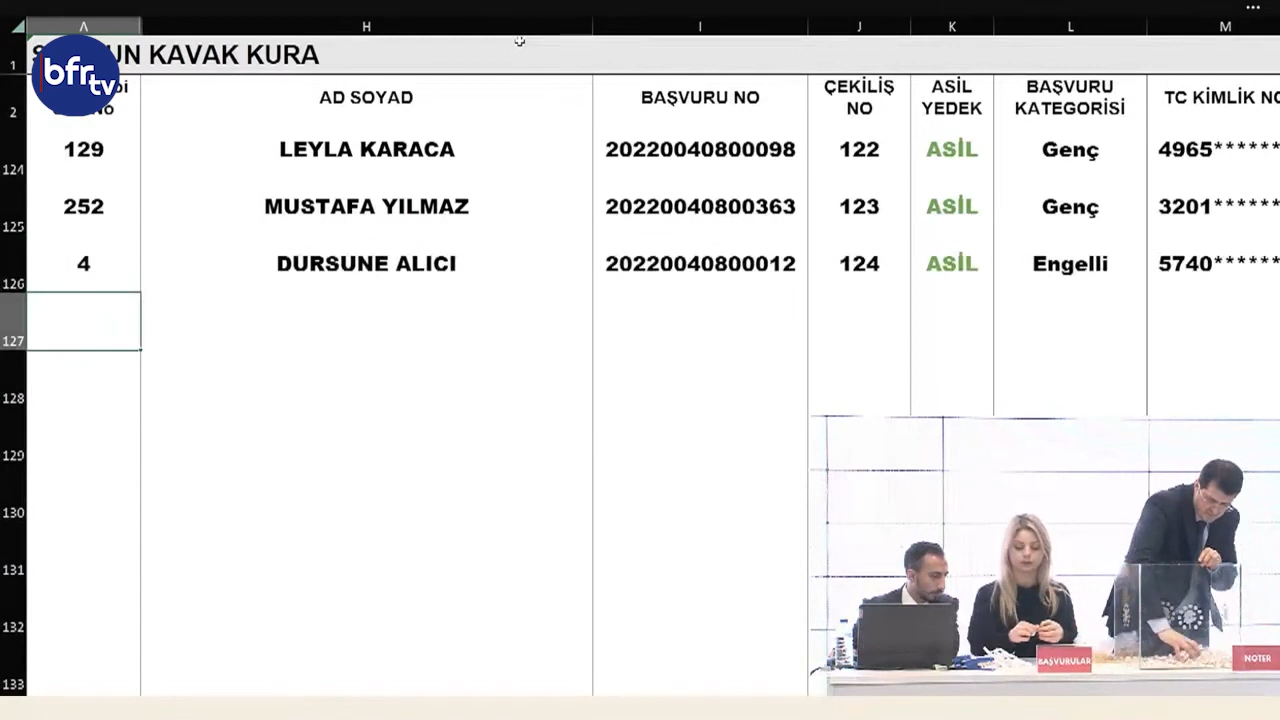 A H I J K L M
1 UN KAVAK KURA
bfr tv
2 No AD SOYAD BAŞVURU NO ÇEKİLİŞ NO ASİL YEDEK BAŞVURU KATEGORİSİ TC KİMLİK NO
124 129 LEYLA KARACA 20220040800098 122 ASİL Genç 4965******
125 252 MUSTAFA YILMAZ 20220040800363 123 ASİL Genç 3201******
126 4 DURSUNE ALICI 20220040800012 124 ASİL Engelli 5740******
127
128
129
130
131
132
133
BAŞVURULAR
NOTER